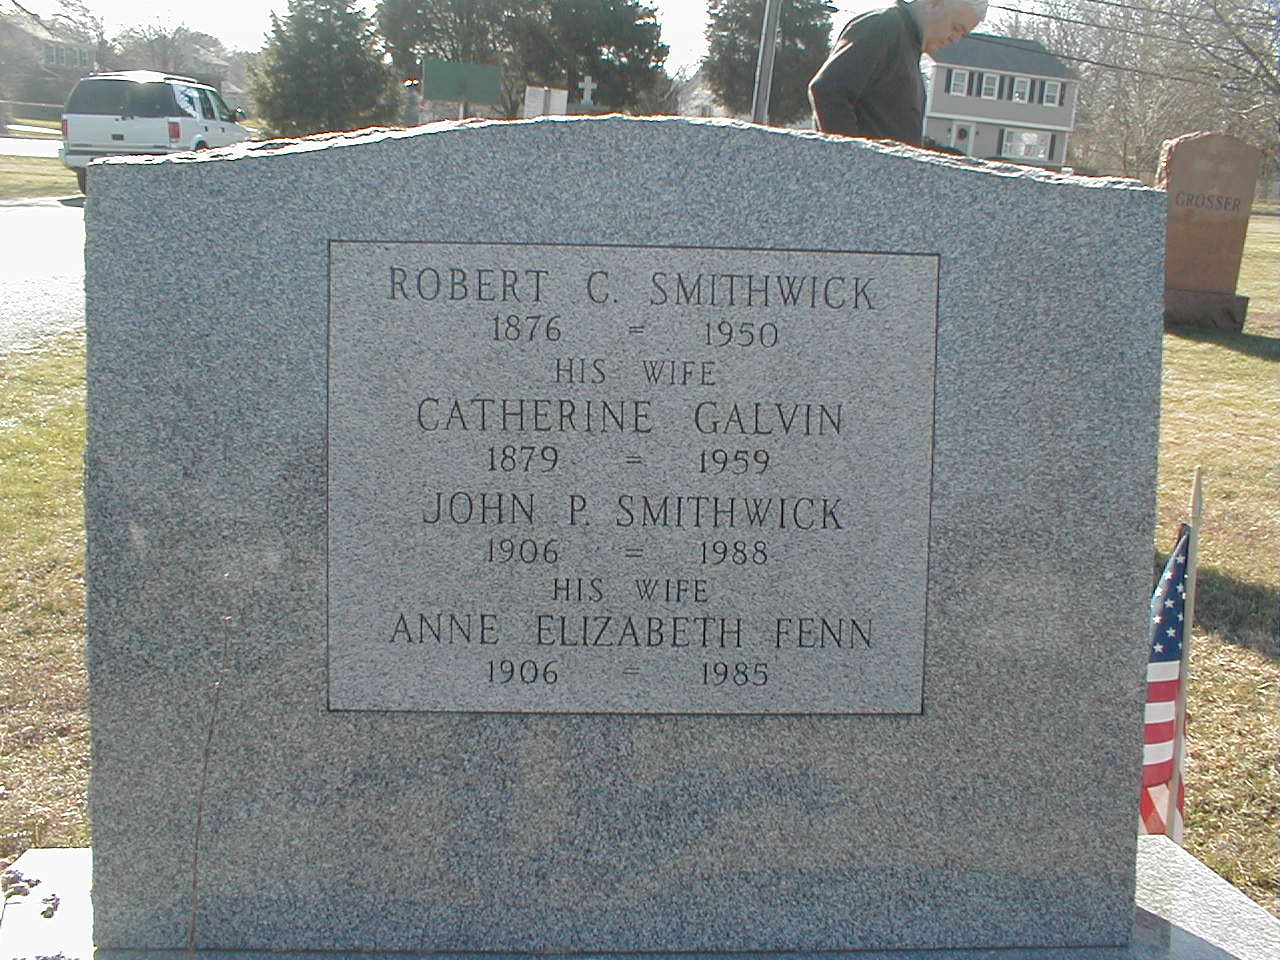 GROSSER
ROBERT C. SMITHWICK
1876 = 1950
HIS WIFE
CATHERINE GALVIN
1879 = 1959
JOHN P. SMITHWICK
1906 = 1988
HIS WIFE
ANNE ELIZABETH FENN
1906 = 1985